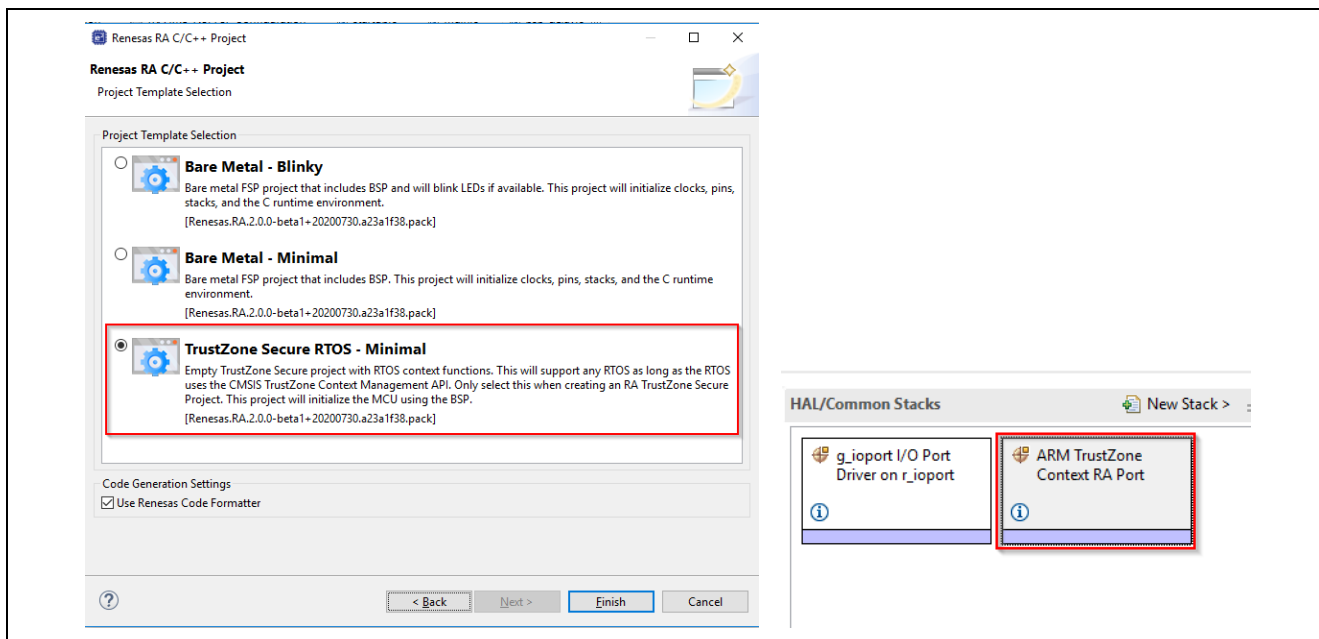 Renesas RA C/C++ Project
Renesas RA C/C++ Project
Project Template Selection
Project Template Selection
Bare Metal - Blinky
Bare metal FSP project that includes BSP and will blink LEDs if available. This project will initialize clocks, pins,
stacks, and the C runtime environment.
[Renesas.RA.2.0.0-beta1+20200730.a23a1f38.pack]
Bare Metal - Minimal
Bare metal FSP project that includes BSP. This project will initialize clocks, pins, stacks, and the C runtime
environment.
[Renesas.RA.2.0.0-beta1+20200730.a23a1f38.pack]
TrustZone Secure RTOS - Minimal
Empty TrustZone Secure project with RTOS context functions. This will support any RTOS as long as the RTOS
uses the CMSIS TrustZone Context Management API. Only select this when creating an RA TrustZone Secure
Project. This project will initialize the MCU using the BSP.
[Renesas.RA.2.0.0-beta1+20200730.a23a1f38.pack]
Code Generation Settings
Use Renesas Code Formatter
? < Back Next > Finish Cancel
HAL/Common Stacks New Stack >
g_ioport I/O Port
Driver on r_ioport
ARM TrustZone
Context RA Port